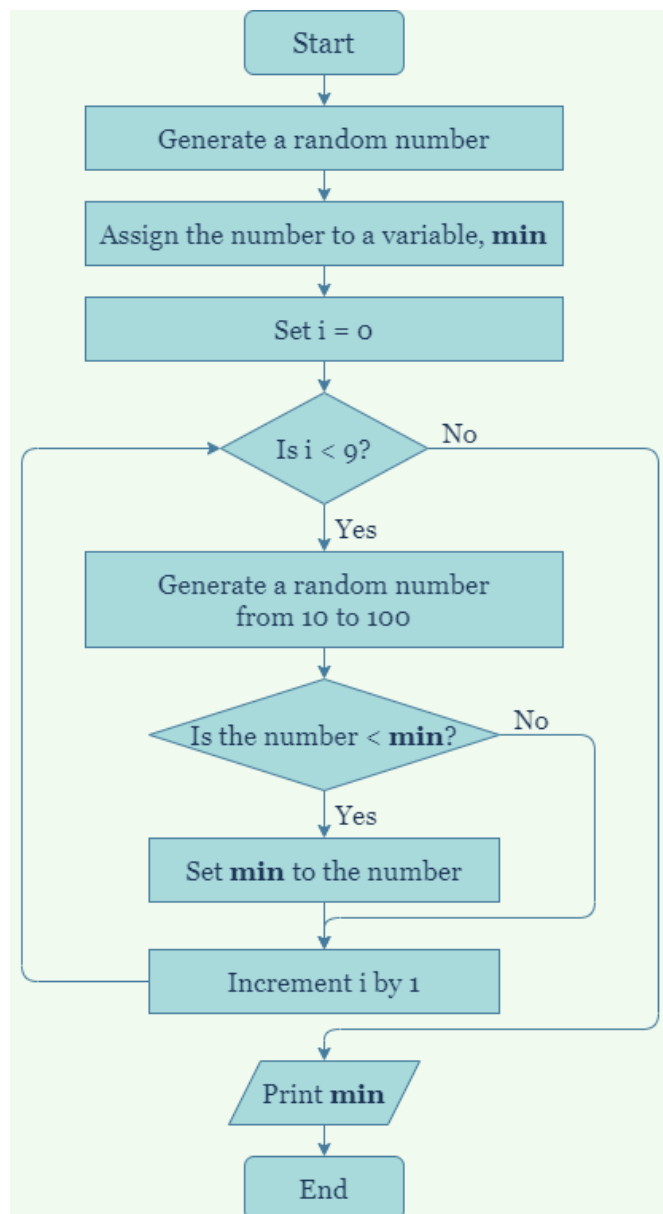 Start
Generate a random number
Assign the number to a variable, min
Set i = 0
Is i < 9?
No
Yes
Generate a random number
from 10 to 100
Is the number < min?
No
Yes
Set min to the number
Increment i by 1
Print min
End